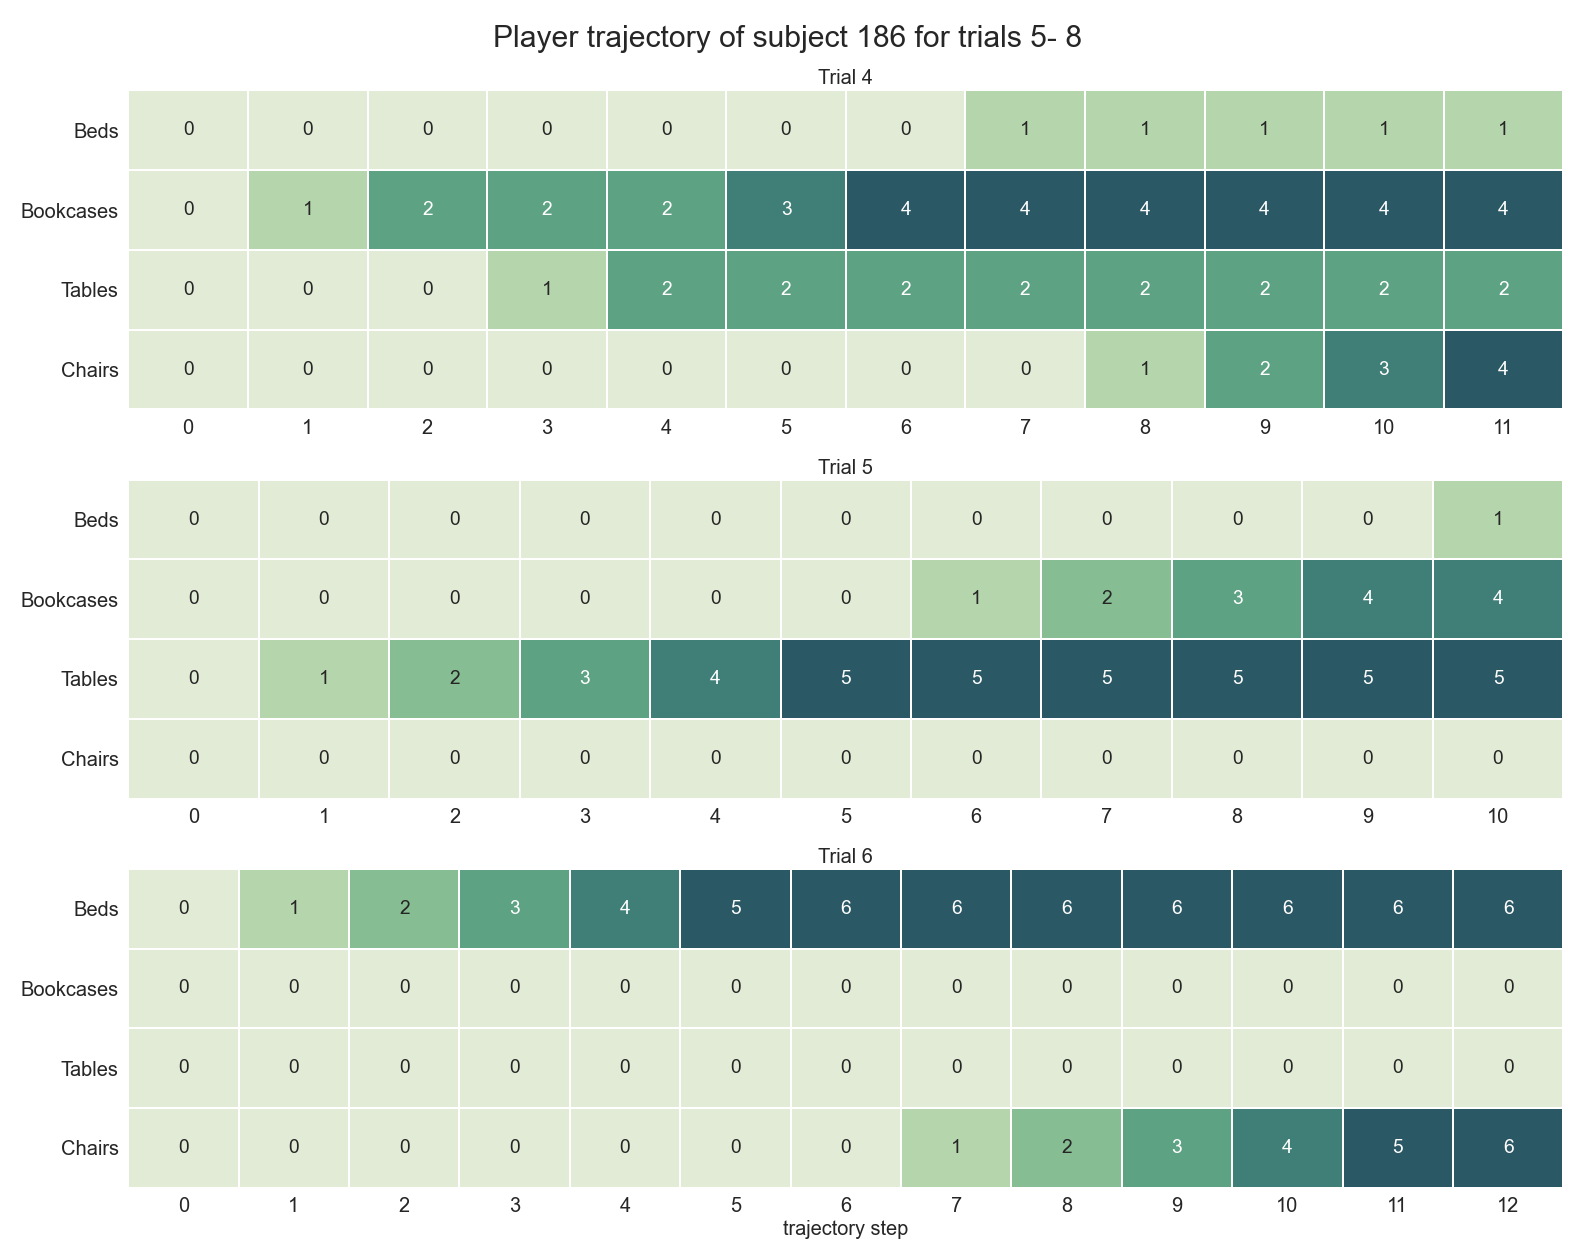 Player trajectory of subject 186 for trials 5- 8
Trial 4
Beds 0 0 0 0 0 0 0 1 1 1 1 1
Bookcases 0 1 2 2 2 3 4 4 4 4 4 4
Tables 0 0 0 1 2 2 2 2 2 2 2 2
Chairs 0 0 0 0 0 0 0 0 1 2 3 4
0 1 2 3 4 5 6 7 8 9 10 11
Trial 5
Beds 0 0 0 0 0 0 0 0 0 0 1
Bookcases 0 0 0 0 0 0 1 2 3 4 4
Tables 0 1 2 3 4 5 5 5 5 5 5
Chairs 0 0 0 0 0 0 0 0 0 0 0
0 1 2 3 4 5 6 7 8 9 10
Trial 6
Beds 0 1 2 3 4 5 6 6 6 6 6 6 6
Bookcases 0 0 0 0 0 0 0 0 0 0 0 0 0
Tables 0 0 0 0 0 0 0 0 0 0 0 0 0
Chairs 0 0 0 0 0 0 0 1 2 3 4 5 6
0 1 2 3 4 5 6 7 8 9 10 11 12
trajectory step